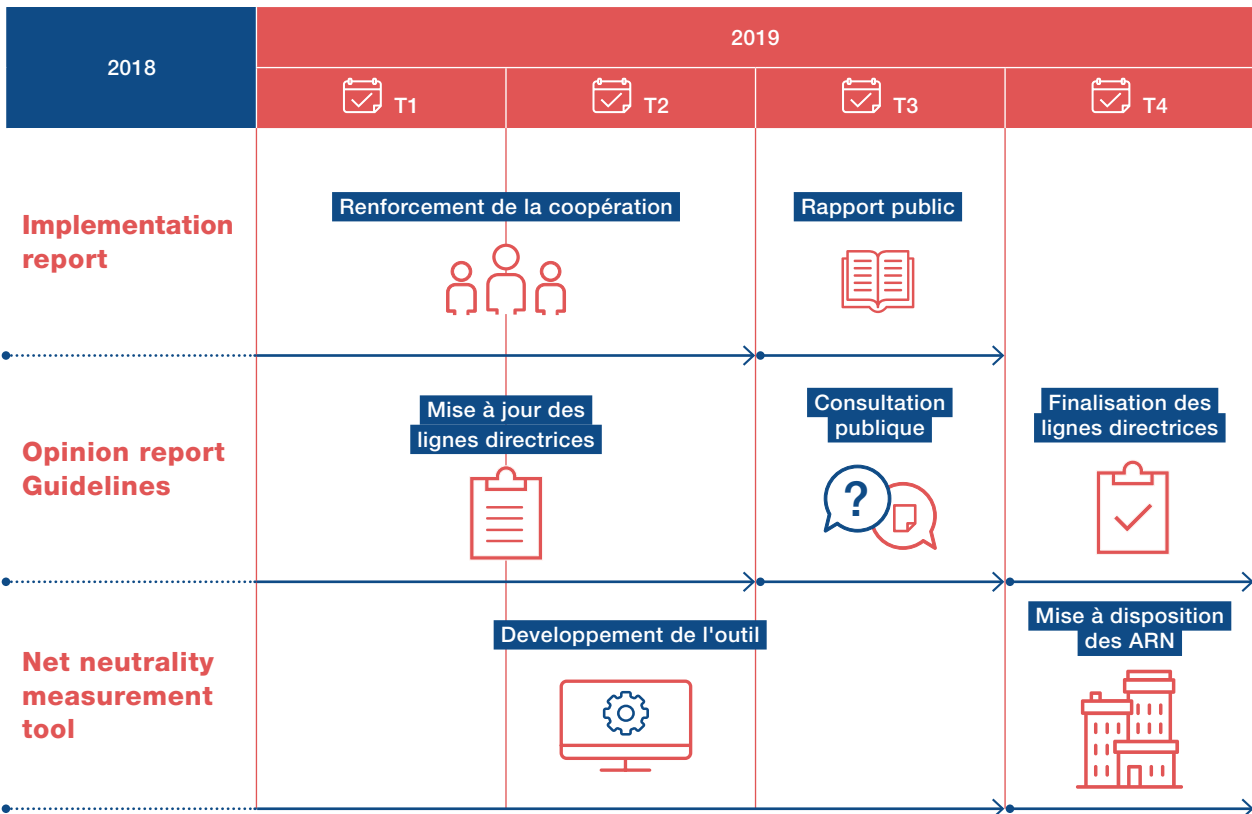 2018
2019
T1
T2
T3
T4
Implementation
report
Renforcement de la coopération
Rapport public
Opinion report
Guidelines
Mise à jour des
lignes directrices
Consultation
publique
?
Finalisation des
lignes directrices
Net neutrality
measurement
tool
Developpement de l'outil
Mise à disposition
des ARN